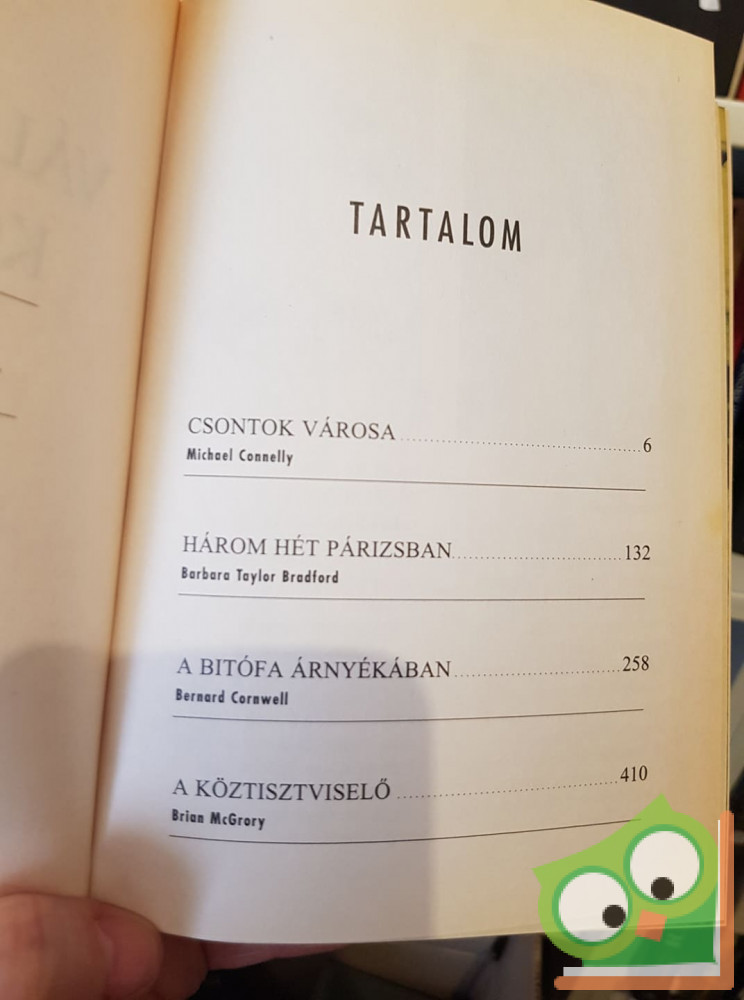 TARTALOM
CSONTOK VÁROSA ........................ 6
Michael Connelly
HÁROM HÉT PÁRIZSBAN ........................ 132
Barbara Taylor Bradford
A BITÓFA ÁRNYÉKÁBAN ........................ 258
Bernard Cornwell
A KÖZTISZTVISELŐ ........................ 410
Brian McGrory